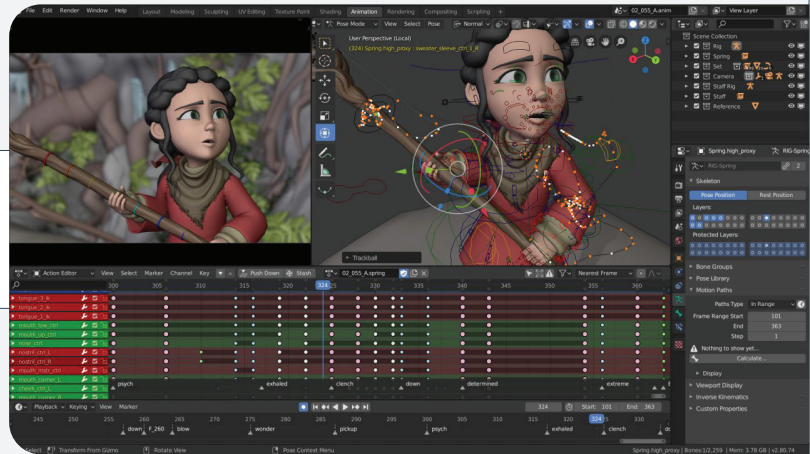 File Edit Render Window Help Layout Modeling Sculpting UV Editing Texture Paint Shading Animation Rendering Compositing Scripting + 02_055_A.anim View Layer
Pose Mode View Select Pose Normal
User Perspective (Local)
(324) Spring.high_proxy : sweater_sleeve_ctrl_L_R
Trackball
Scene Collection
Rig
Spring
Set
Camera
Staff Rig
Staff
Reference
Spring.high_proxy RIG-Spring
RIG-Spring 2
Skeleton
Pose Position Rest Position
Layers:
Protected Layers:
Bone Groups
Pose Library
Motion Paths
Paths Type In Range
Frame Range Start 101
End 363
Step 1
Nothing to show yet...
Calculate...
Display
Viewport Display
Inverse Kinematics
Custom Properties
Action Editor View Select Marker Channel Key Push Down Stash 02_055_A.spring Nearest Frame
300 305 310 315 320 324 325 330 335 340 345 350 355 360
tongue_3_ik
tongue_2_ik
tongue_1_ik
mouth_low_ctrl
mouth_up_ctrl
nose_ctrl
nostril_ctrl_L
nostril_ctrl_R
mouth_mstr_ctrl
mouth_corner_L
cheek_ctrl_L
mouth_corner_R
psych exhaled clench down determined extreme
Playback Keying View Marker 324 Start: 101 End: 363
245 250 255 260 265 270 275 280 285 290 295 300 305 310 315 320 324 330
down F_260 blow wonder pickup psych exhaled clench
Select Transform From Gizmo Rotate View Pose Context Menu Spring.high_proxy | Bones:1/2,259 | Mem: 3.78 GB | v2.80.74